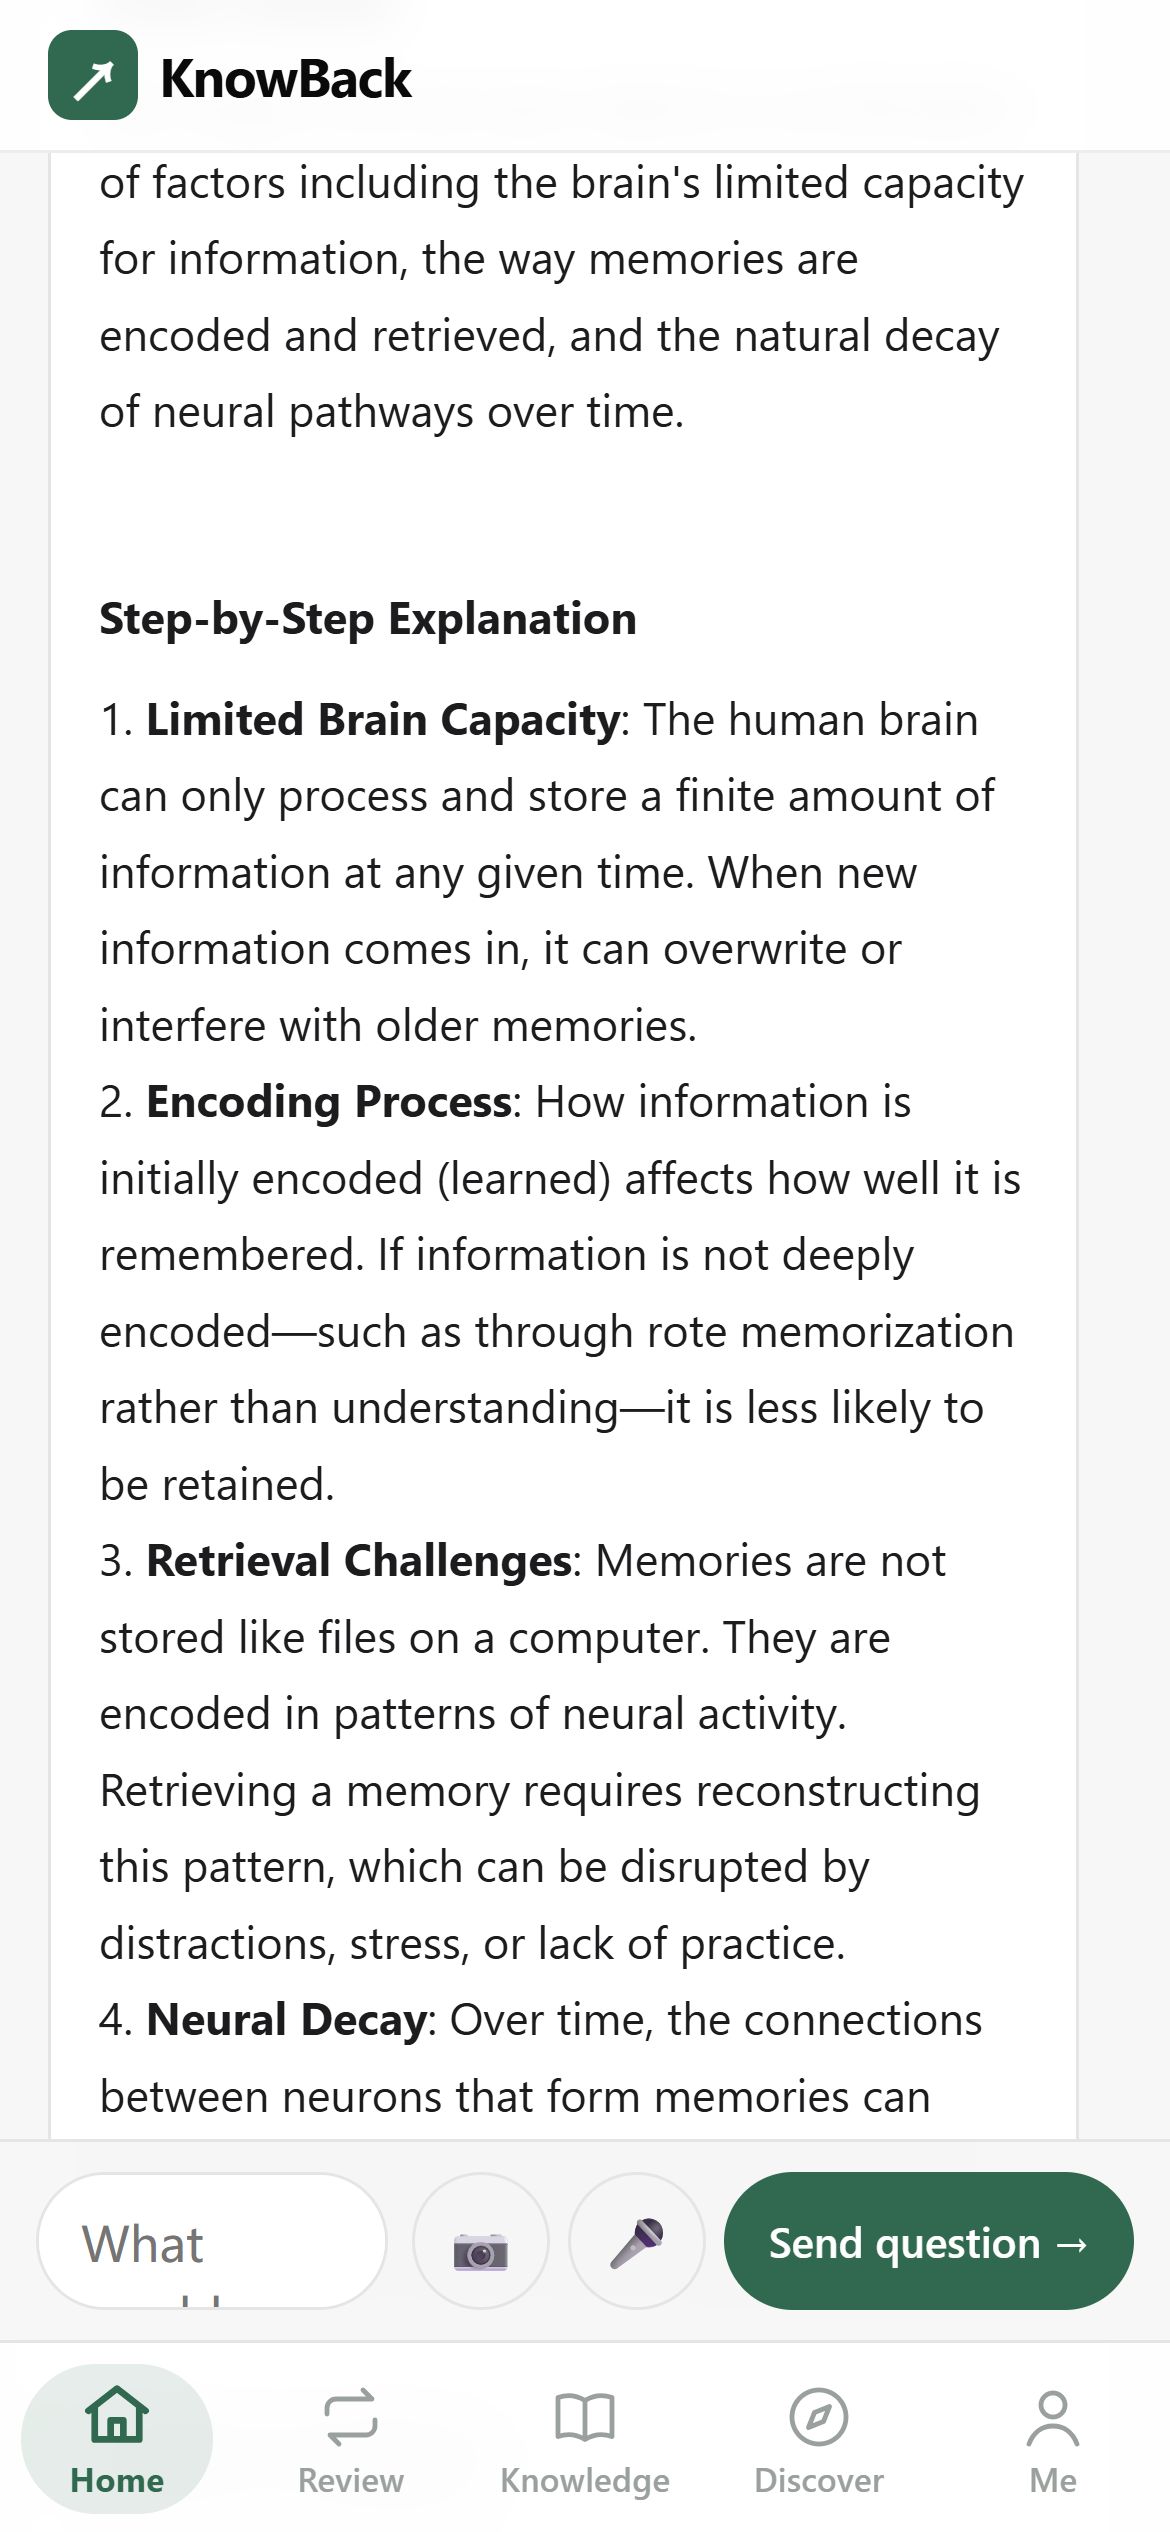 KnowBack
of factors including the brain's limited capacity
for information, the way memories are
encoded and retrieved, and the natural decay
of neural pathways over time.
Step-by-Step Explanation
1. Limited Brain Capacity: The human brain
can only process and store a finite amount of
information at any given time. When new
information comes in, it can overwrite or
interfere with older memories.
2. Encoding Process: How information is
initially encoded (learned) affects how well it is
remembered. If information is not deeply
encoded—such as through rote memorization
rather than understanding—it is less likely to
be retained.
3. Retrieval Challenges: Memories are not
stored like files on a computer. They are
encoded in patterns of neural activity.
Retrieving a memory requires reconstructing
this pattern, which can be disrupted by
distractions, stress, or lack of practice.
4. Neural Decay: Over time, the connections
between neurons that form memories can
What
Send question →
Home
Review
Knowledge
Discover
Me